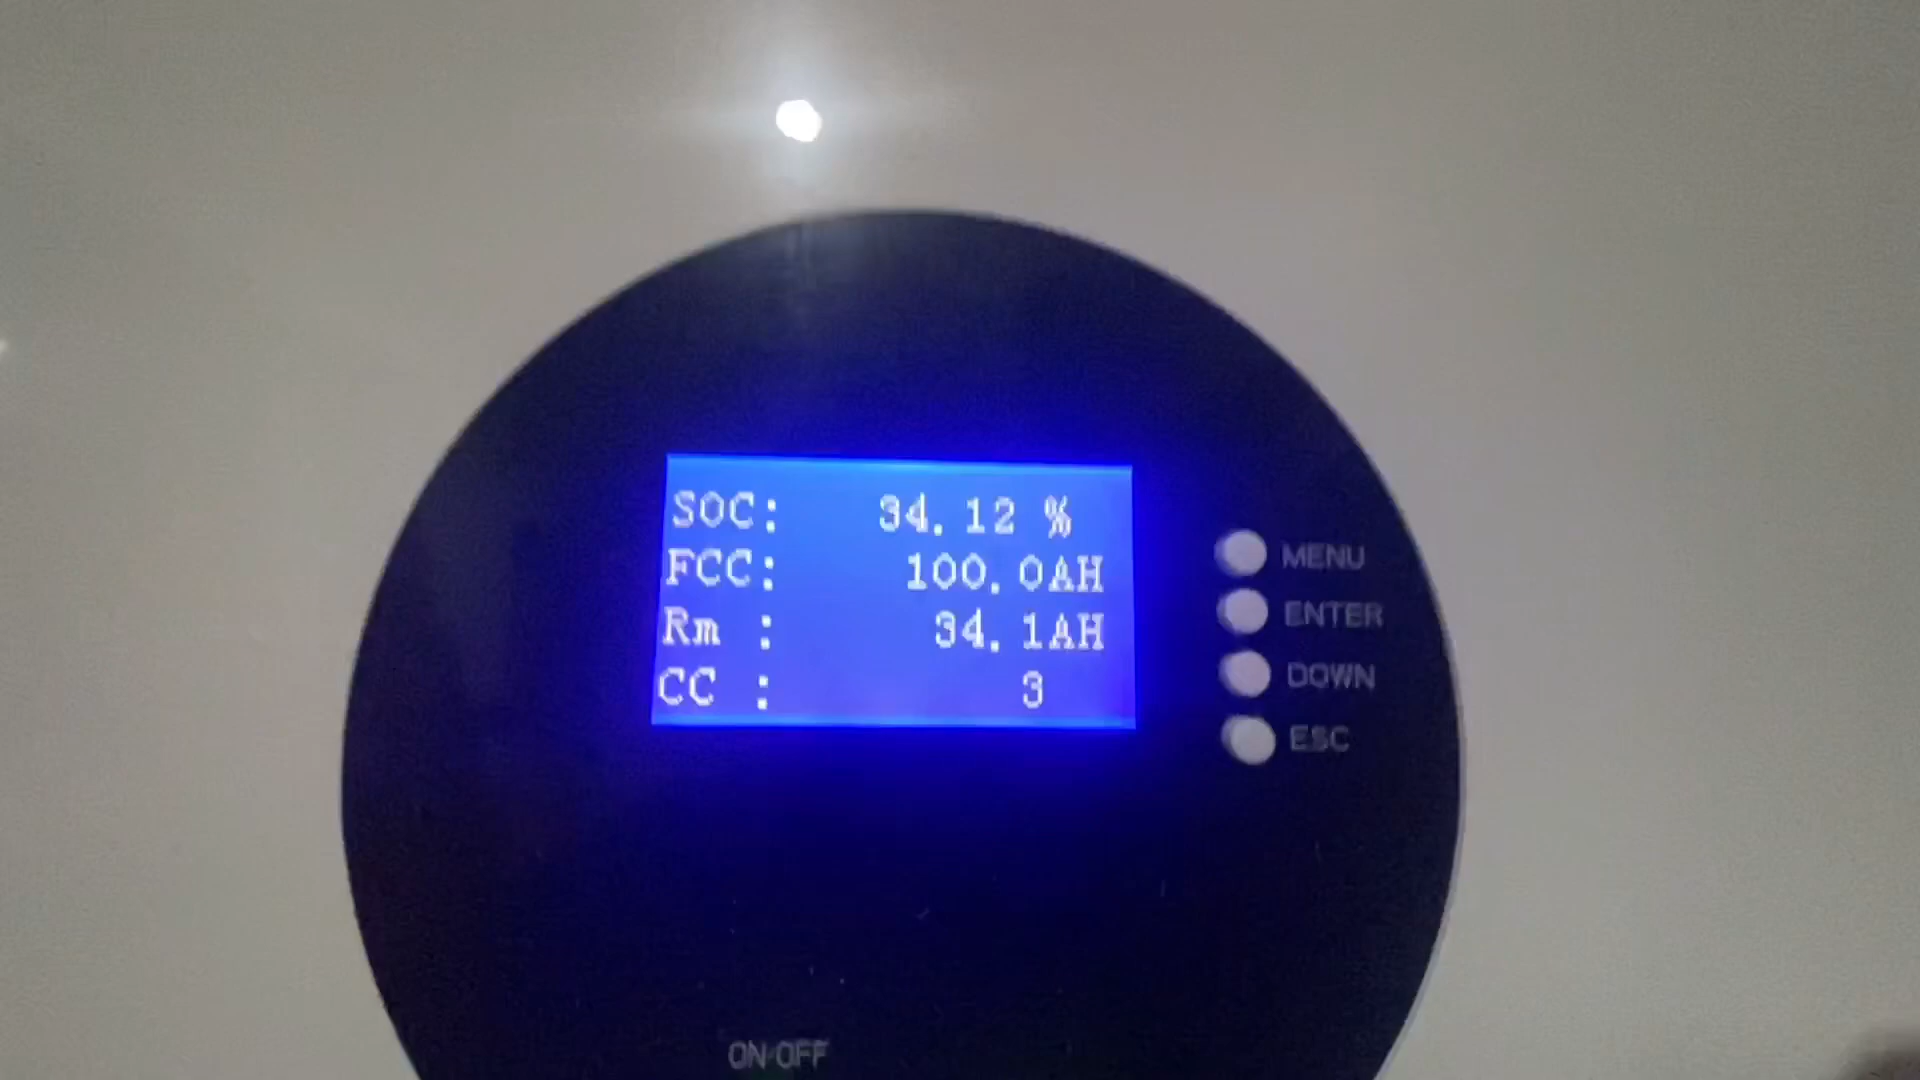 SOC: 34.12 %
FCC: 100.0AH
Rm : 34.1AH
CC : 3
MENU
ENTER
DOWN
ESC
ON/OFF